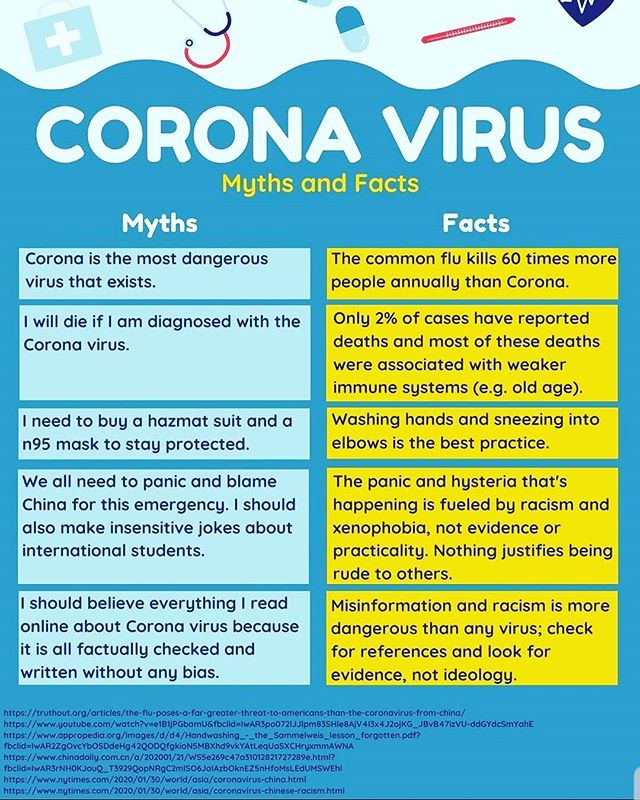 CORONA VIRUS
Myths and Facts
Myths
Facts
Corona is the most dangerous
virus that exists.
The common flu kills 60 times more
people annually than Corona.
I will die if I am diagnosed with the
Corona virus.
Only 2% of cases have reported
deaths and most of these deaths
were associated with weaker
immune systems (e.g. old age).
I need to buy a hazmat suit and a
n95 mask to stay protected.
Washing hands and sneezing into
elbows is the best practice.
We all need to panic and blame
China for this emergency. I should
also make insensitive jokes about
international students.
The panic and hysteria that's
happening is fueled by racism and
xenophobia, not evidence or
practicality. Nothing justifies being
rude to others.
I should believe everything I read
online about Corona virus because
it is all factually checked and
written without any bias.
Misinformation and racism is more
dangerous than any virus; check
for references and look for
evidence, not ideology.
https://truthout.org/articles/the-flu-poses-a-far-greater-threat-to-americans-than-the-coronavirus-from-china/
https://www.youtube.com/watch?v=e1B1jPGbamU&fbclid=IwAR3po072lJJlpm83SHle8AjV4I3x4J2ojKG_JBvB47izVU-ddGYdcSmYahE
https://www.appropedia.org/images/d/d4/Handwashing_-_the_Sammelweis_lesson_forgotten.pdf?
fbclid=IwAR2ZgOvcYbOSDdeHg42QODQfgkioN5MBXhd9vkYAtLeqUaSXCHryxmmAWNA
https://www.chinadaily.com.cn/a/202001/21/WS5e269c47a31012821727289e.html?
fbclid=IwAR3rNH0KJouQ_T3929QopNRgC2mlSO6JalAzbOknEZ5nHfoMsLEdUMSWEhI
https://www.nytimes.com/2020/01/30/world/asia/coronavirus-china.html
https://www.nytimes.com/2020/01/30/world/asia/coronavirus-chinese-racism.html